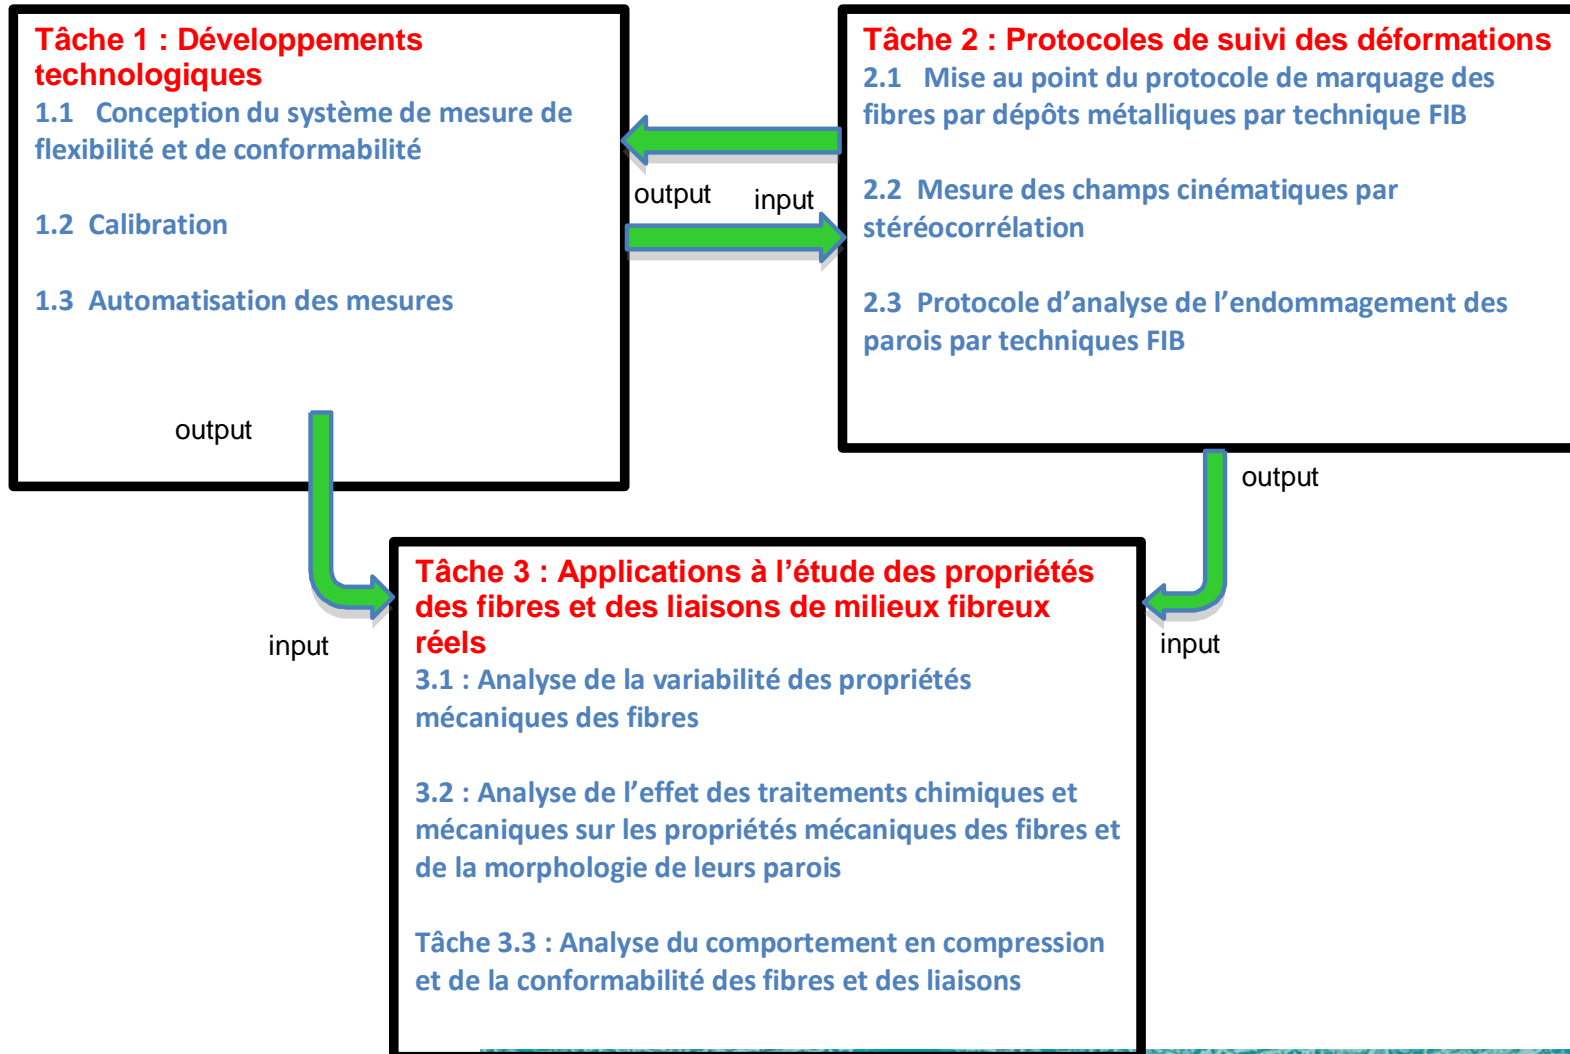 Tâche 1 : Développements
technologiques
1.1 Conception du système de mesure de
flexibilité et de conformabilité
1.2 Calibration
1.3 Automatisation des mesures
output
input
output input
Tâche 2 : Protocoles de suivi des déformations
2.1 Mise au point du protocole de marquage des
fibres par dépôts métalliques par technique FIB
2.2 Mesure des champs cinématiques par
stéréocorrélation
2.3 Protocole d’analyse de l’endommagement des
parois par techniques FIB
output
input
Tâche 3 : Applications à l’étude des propriétés
des fibres et des liaisons de milieux fibreux
réels
3.1 : Analyse de la variabilité des propriétés
mécaniques des fibres
3.2 : Analyse de l’effet des traitements chimiques et
mécaniques sur les propriétés mécaniques des fibres et
de la morphologie de leurs parois
Tâche 3.3 : Analyse du comportement en compression
et de la conformabilité des fibres et des liaisons